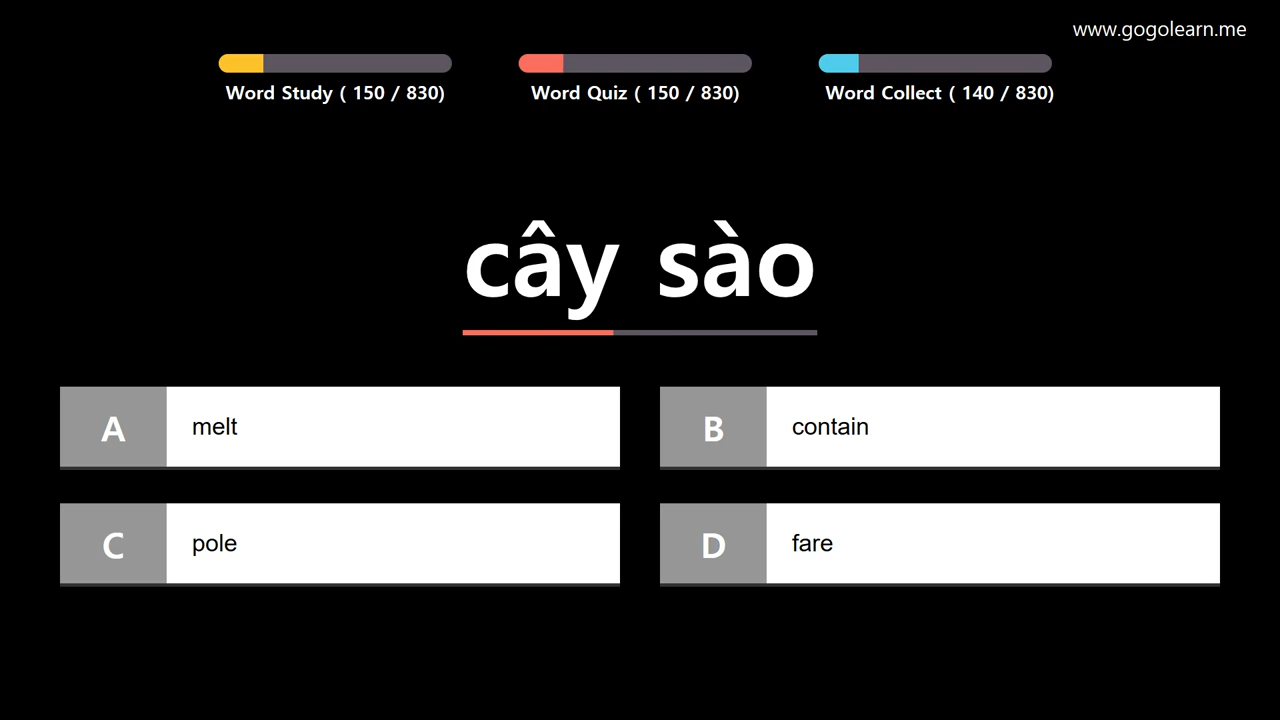 www.gogolearn.me
Word Study ( 150 / 830)
Word Quiz ( 150 / 830)
Word Collect ( 140 / 830)
cây sào
A melt
B contain
C pole
D fare